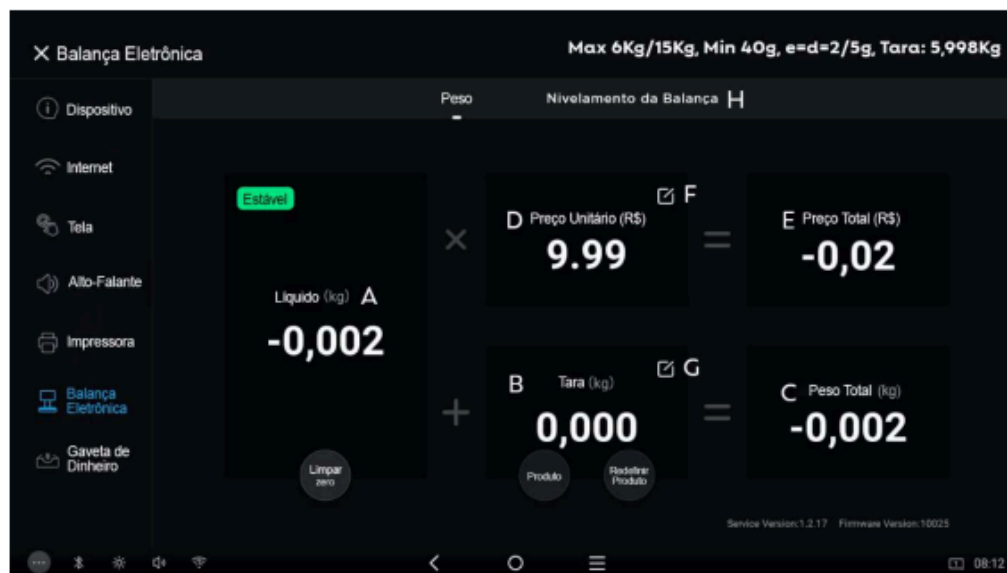 Balança Eletrônica
Max 6Kg/15Kg, Min 40g, e=d=2/5g, Tara: 5,998Kg
Dispositivo
Internet
Tela
Alto-Falante
Impressora
Balança
Eletrônica
Gaveta de
Dinheiro
Peso
Nivelamento da Balança H
Estável
Líquido (kg) A
-0,002
Limpar
zero
×
F
D Preço Unitário (R$)
9.99
=
E Preço Total (R$)
-0,02
+
G
B Tara (kg)
0,000
Produto
Redefinir
Produto
=
C Peso Total (kg)
-0,002
Service Version:1.2.17 Firmware Version:10025
08:12